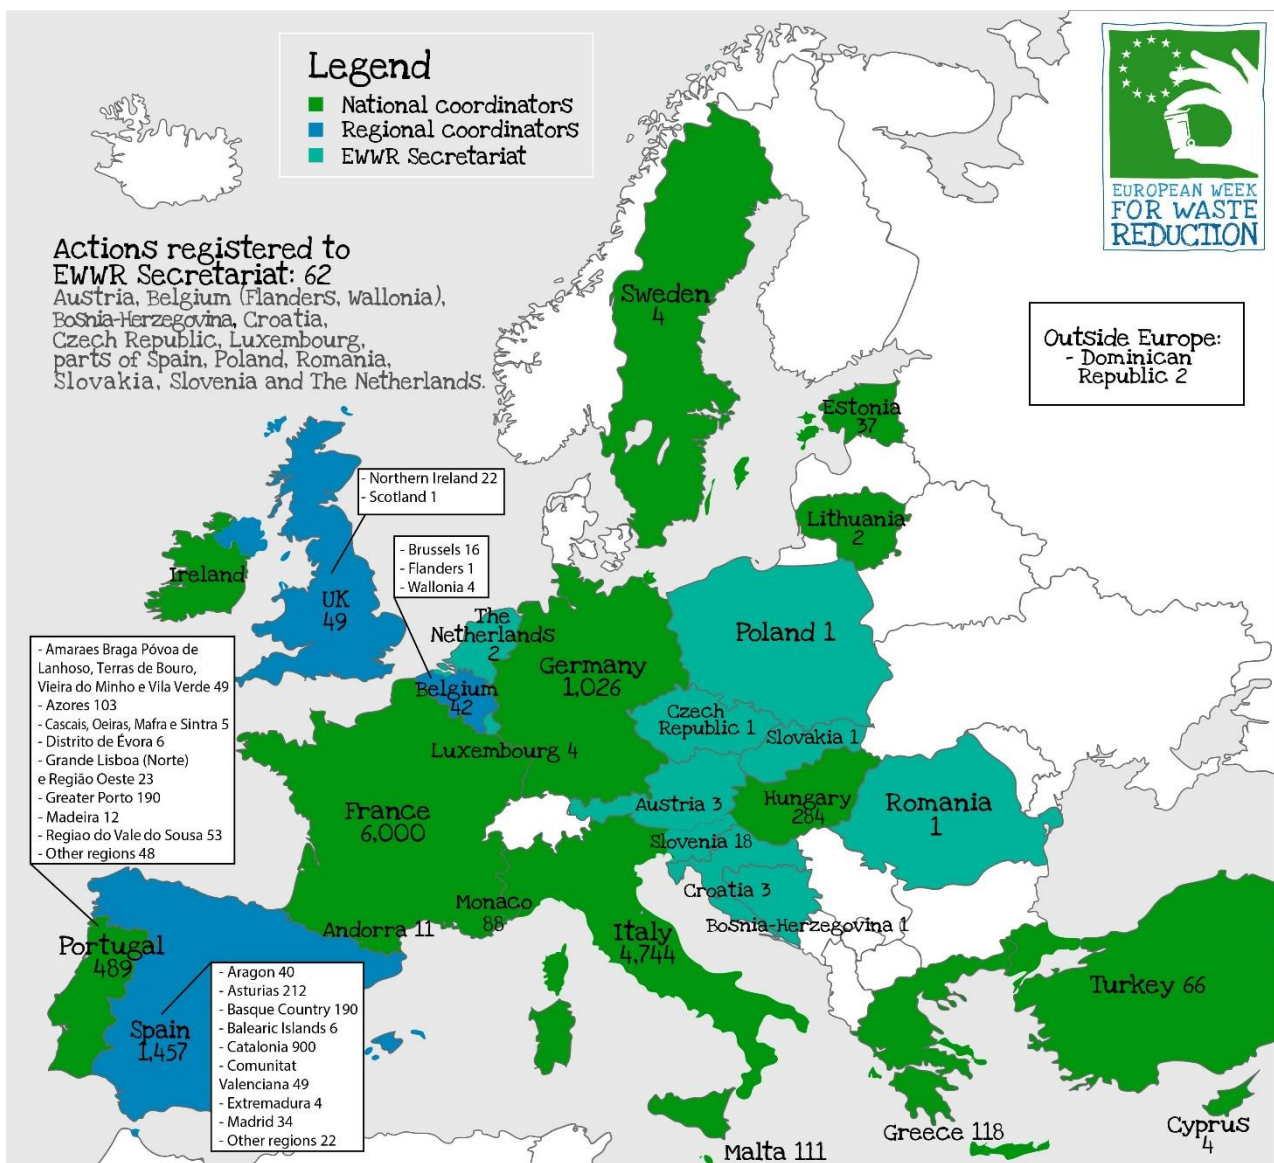 Legend
National coordinators
Regional coordinators
EWWR Secretariat
EUROPEAN WEEK
FOR WASTE
REDUCTION
Actions registered to
EWWR Secretariat: 62
Austria, Belgium (Flanders, Wallonia),
Bosnia-Herzegovina, Croatia,
Czech Republic, Luxembourg,
parts of Spain, Poland, Romania,
Slovakia, Slovenia and The Netherlands.
Outside Europe:
- Dominican
Republic 2
Sweden
4
Estonia
37
Lithuania
2
- Northern Ireland 22
- Scotland 1
Ireland
UK
49
- Brussels 16
- Flanders 1
- Wallonia 4
The
Netherlands
2
Belgium
42
Germany
1,026
Poland 1
Czech
Republic 1
Slovakia 1
Luxembourg 4
Austria 3
Hungary
284
Romania
1
France
6,000
Slovenia 18
Croatia 3
Bosnia-Herzegovina 1
Monaco
88
Andorra 11
Italy
4,744
- Amaraes Braga Póvoa de
Lanhoso, Terras de Bouro,
Vieira do Minho e Vila Verde 49
- Azores 103
- Cascais, Oeiras, Mafra e Sintra 5
- Distrito de Évora 6
- Grande Lisboa (Norte)
e Região Oeste 23
- Greater Porto 190
- Madeira 12
- Regiao do Vale do Sousa 53
- Other regions 48
Portugal
489
Spain
1,457
- Aragon 40
- Asturias 212
- Basque Country 190
- Balearic Islands 6
- Catalonia 900
- Comunitat
Valenciana 49
- Extremadura 4
- Madrid 34
- Other regions 22
Turkey 66
Greece 118
Cyprus
4
Malta 111